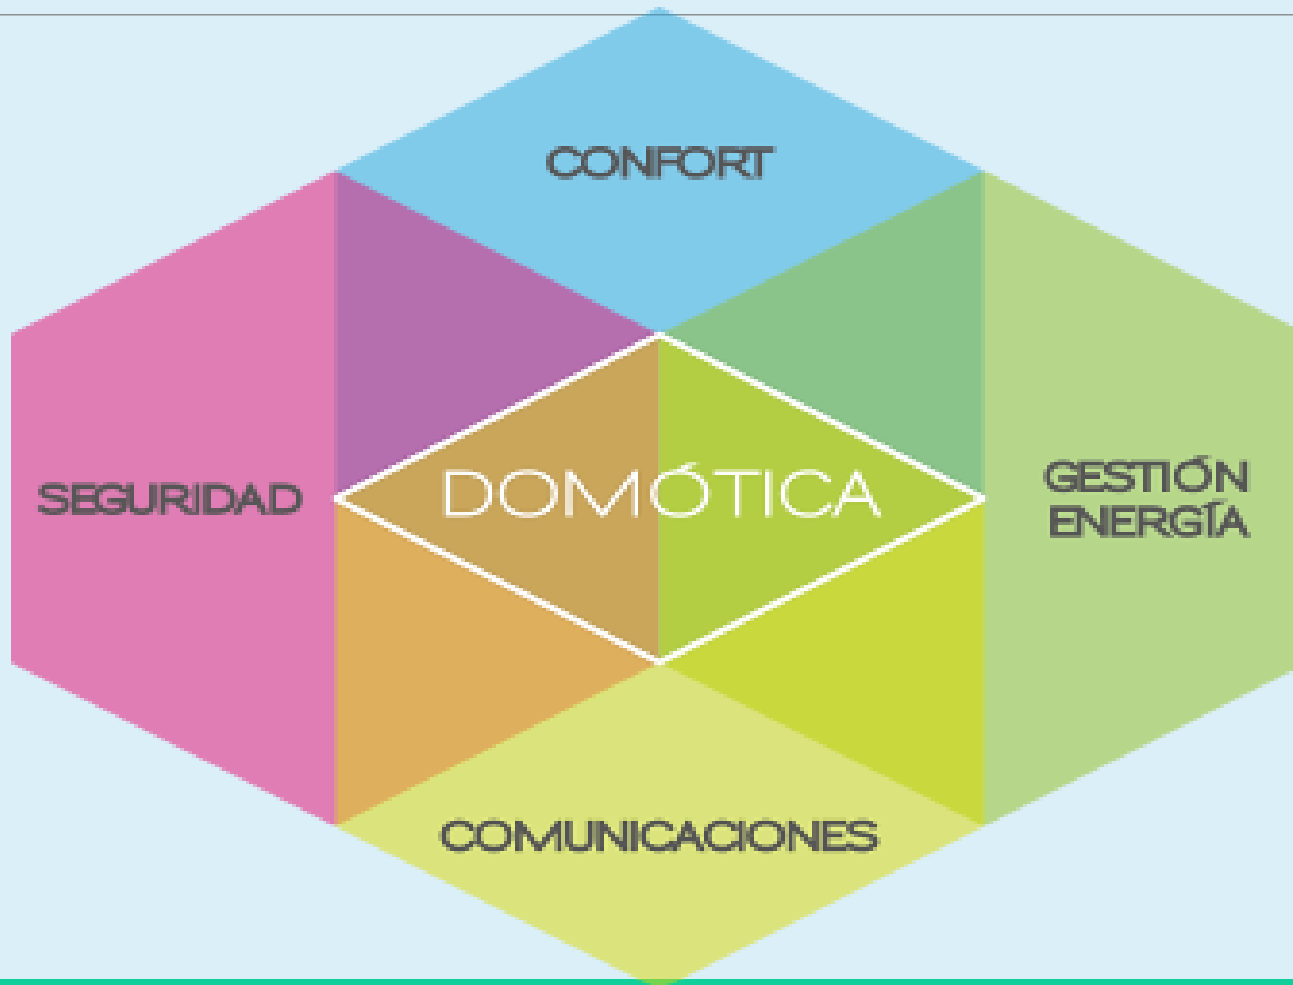 CONFORT
SEGURIDAD
DOMÓTICA
GESTIÓN
ENERGÍA
COMUNICACIONES